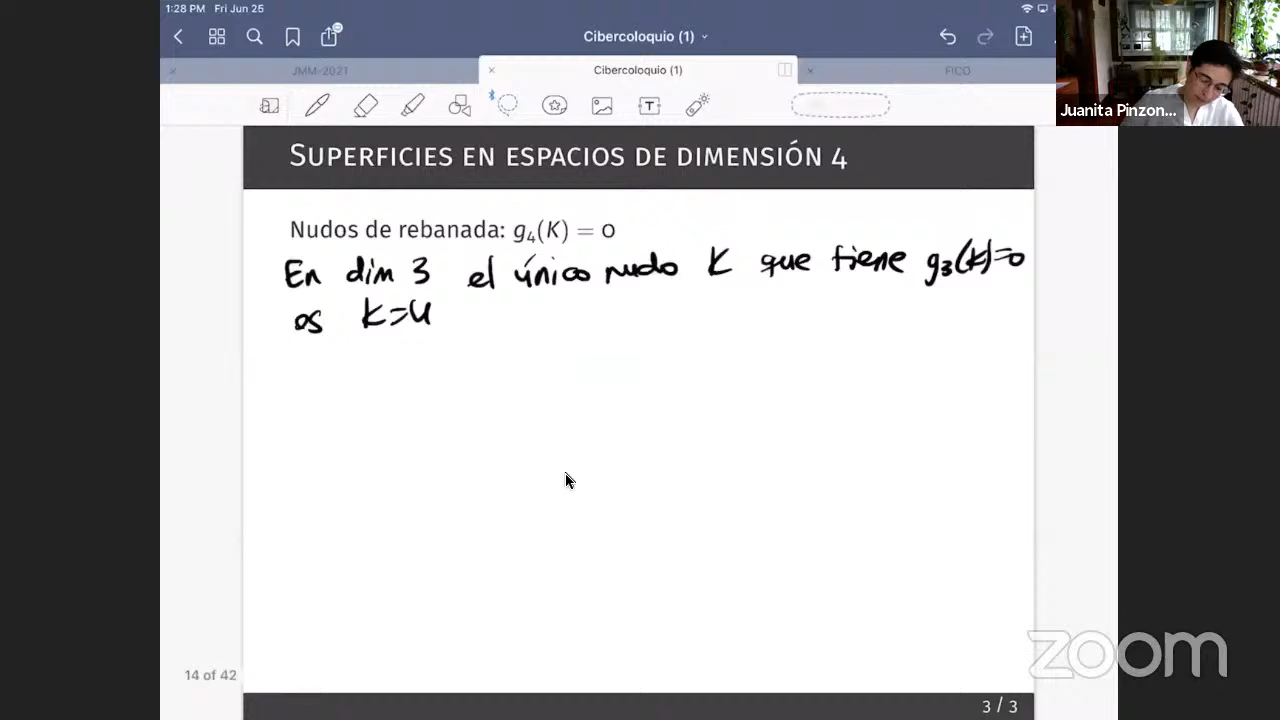 1:28 PM Fri Jun 25
Cibercoloquio (1)
JMM-2021
Cibercoloquio (1)
FICO
Juanita Pinzon...
SUPERFICIES EN ESPACIOS DE DIMENSIÓN 4
Nudos de rebanada: g₄(K) = 0
En dim 3 el único nudo K que tiene g₃(K)=0
es K=U
14 of 42
zoom
3 / 3